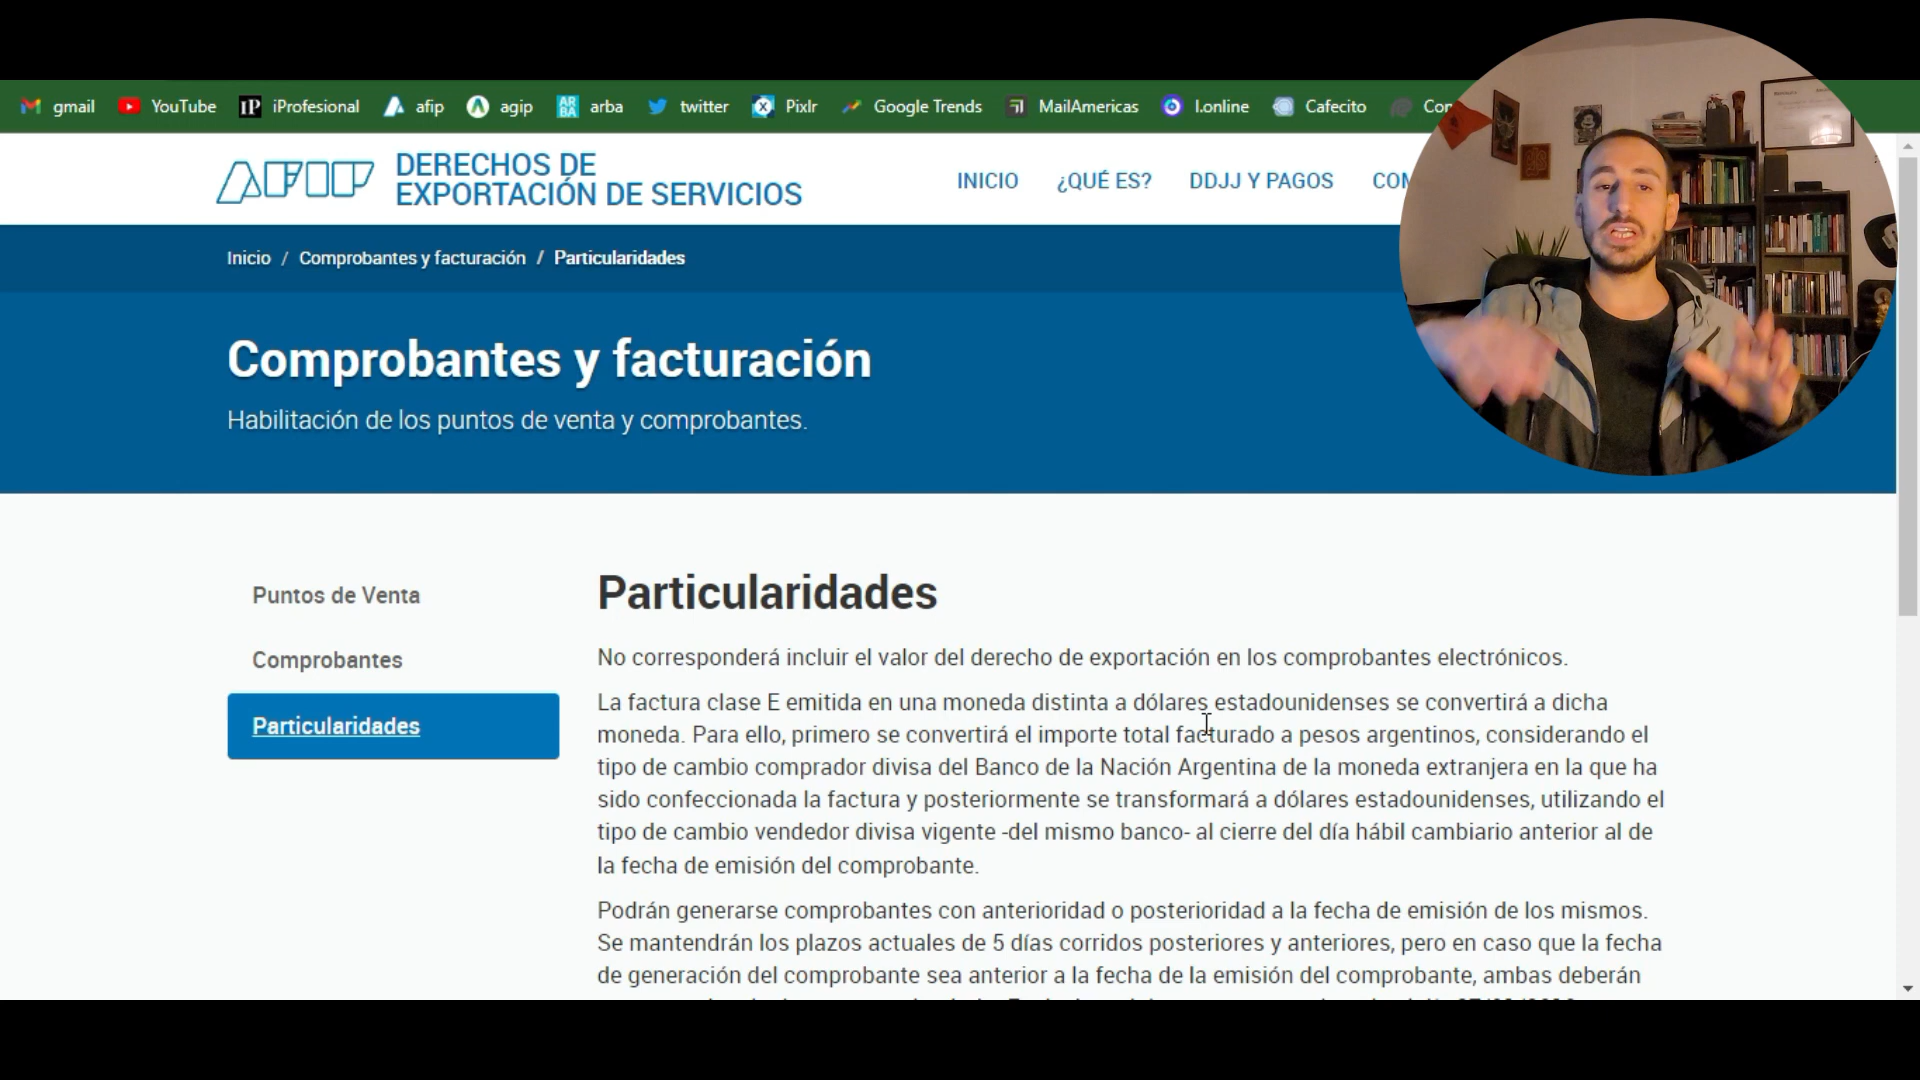 gmail YouTube iProfesional afip agip arba twitter Pixlr Google Trends MailAmericas l.online Cafecito
AFIP DERECHOS DE
EXPORTACIÓN DE SERVICIOS
INICIO ¿QUÉ ES? DDJJ Y PAGOS
Inicio / Comprobantes y facturación / Particularidades
Comprobantes y facturación
Habilitación de los puntos de venta y comprobantes.
Puntos de Venta
Comprobantes
Particularidades
Particularidades
No corresponderá incluir el valor del derecho de exportación en los comprobantes electrónicos.
La factura clase E emitida en una moneda distinta a dólares estadounidenses se convertirá a dicha
moneda. Para ello, primero se convertirá el importe total facturado a pesos argentinos, considerando el
tipo de cambio comprador divisa del Banco de la Nación Argentina de la moneda extranjera en la que ha
sido confeccionada la factura y posteriormente se transformará a dólares estadounidenses, utilizando el
tipo de cambio vendedor divisa vigente -del mismo banco- al cierre del día hábil cambiario anterior al de
la fecha de emisión del comprobante.
Podrán generarse comprobantes con anterioridad o posterioridad a la fecha de emisión de los mismos.
Se mantendrán los plazos actuales de 5 días corridos posteriores y anteriores, pero en caso que la fecha
de generación del comprobante sea anterior a la fecha de la emisión del comprobante, ambas deberán